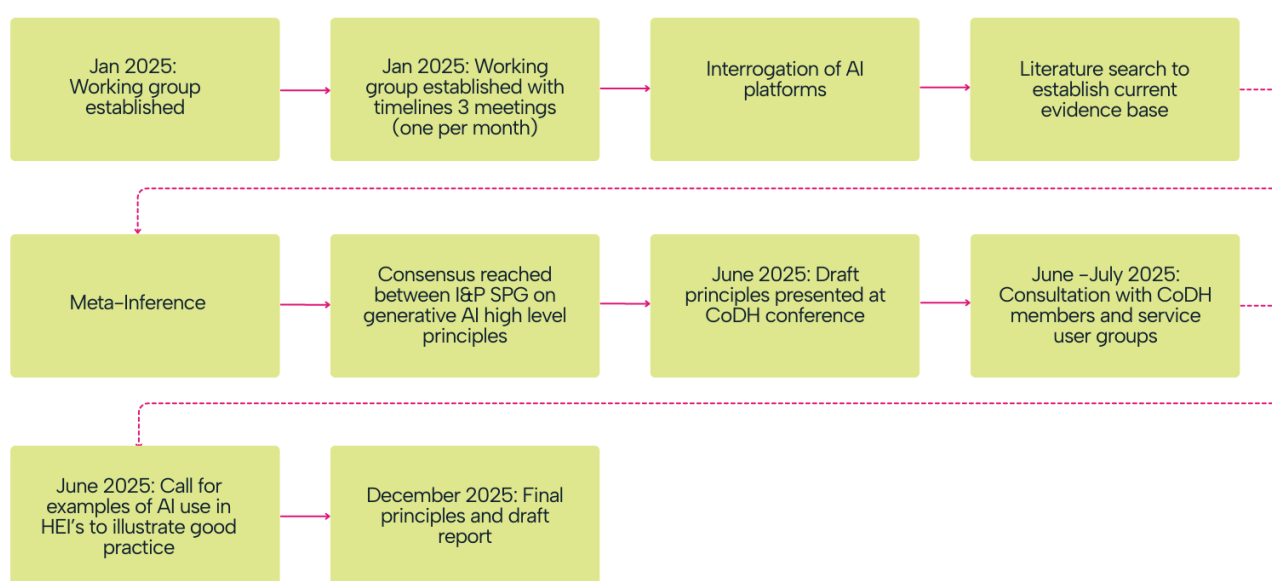 Jan 2025:
Working group
established
Jan 2025: Working
group established with
timelines 3 meetings
(one per month)
Interrogation of AI
platforms
Literature search to
establish current
evidence base
Meta-Inference
Consensus reached
between I&P SPG on
generative AI high level
principles
June 2025: Draft
principles presented at
CoDH conference
June -July 2025:
Consultation with CoDH
members and service
user groups
June 2025: Call for
examples of AI use in
HEI's to illustrate good
practice
December 2025: Final
principles and draft
report